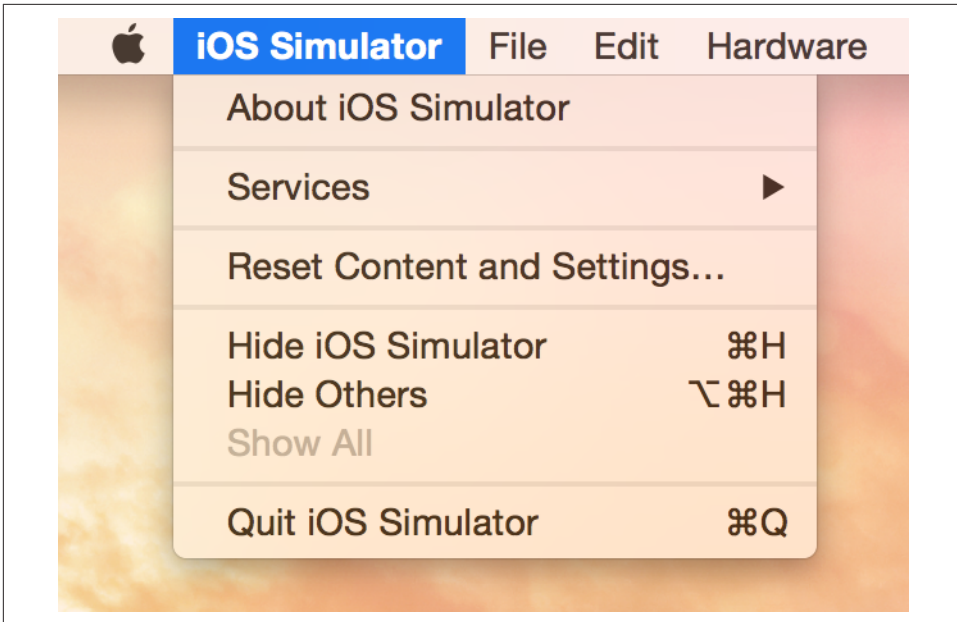 iOS Simulator File Edit Hardware
About iOS Simulator
Services ▶
Reset Content and Settings…
Hide iOS Simulator ⌘H
Hide Others ⌥⌘H
Show All
Quit iOS Simulator ⌘Q